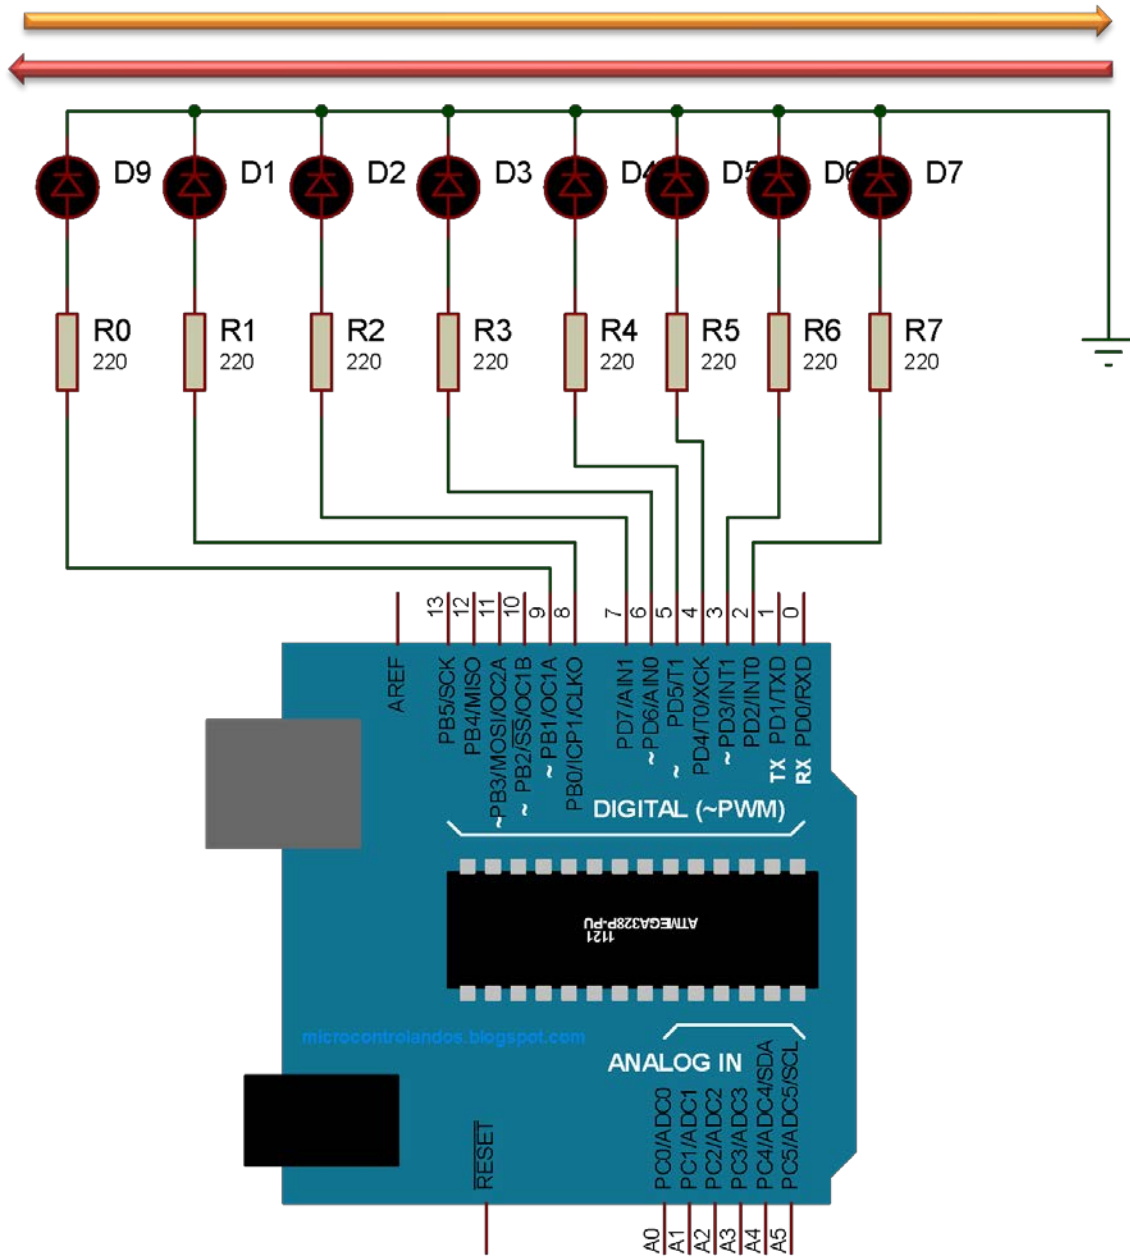 D9 D1 D2 D3 D4 D5 D6 D7
R0 R1 R2 R3 R4 R5 R6 R7
220 220 220 220 220 220 220 220
13 12 11 10 9 8 7 6 5 4 3 2 1 0
AREF
PB5/SCK
PB4/MISO
~PB3/MOSI/OC2A
~PB2/SS/OC1B
~PB1/OC1A
PB0/ICP1/CLKO
PD7/AIN1
~PD6/AIN0
~PD5/T1
PD4/T0/XCK
~PD3/INT1
PD2/INT0
TX PD1/TXD
RX PD0/RXD
DIGITAL (~PWM)
ATMEGA328P-PU
1121
microcontrolandos.blogspot.com
ANALOG IN
RESET
PC0/ADC0
PC1/ADC1
PC2/ADC2
PC3/ADC3
PC4/ADC4/SDA
PC5/ADC5/SCL
A0 A1 A2 A3 A4 A5